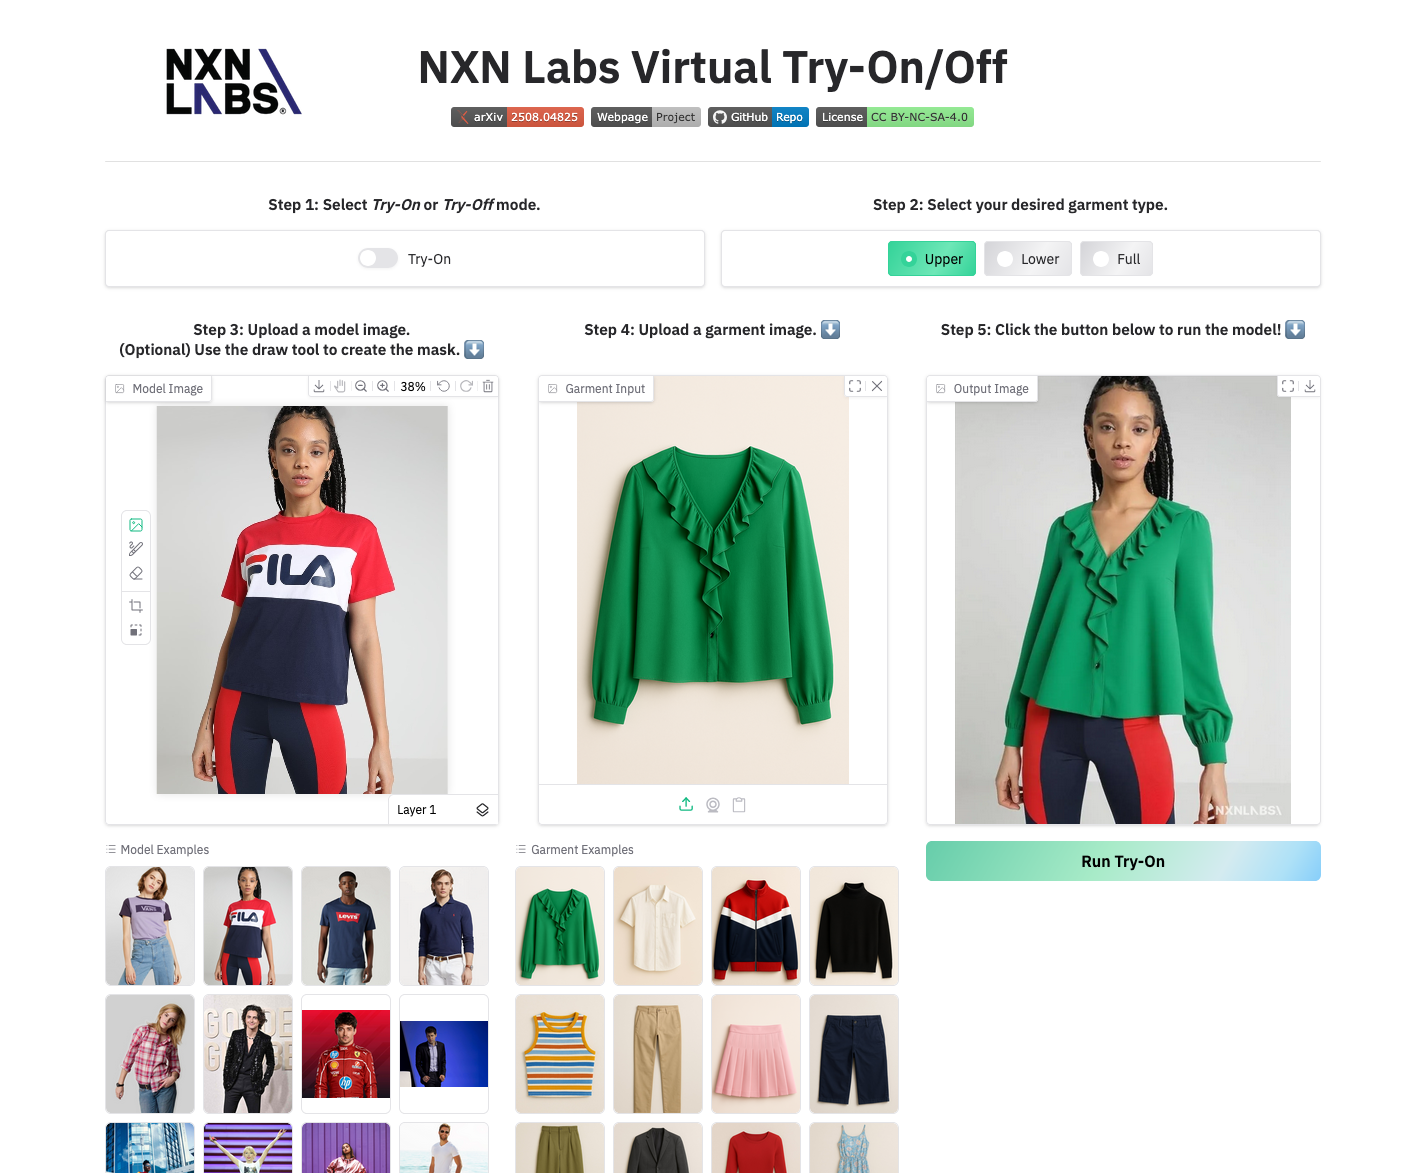 NXN
LABS®
NXN Labs Virtual Try-On/Off
arXiv 2508.04825
Webpage Project
GitHub Repo
License CC BY-NC-SA-4.0
Step 1: Select Try-On or Try-Off mode.
Step 2: Select your desired garment type.
Try-On
Upper
Lower
Full
Step 3: Upload a model image.
(Optional) Use the draw tool to create the mask. ⬇️
Step 4: Upload a garment image. ⬇️
Step 5: Click the button below to run the model! ⬇️
Model Image
38%
Garment Input
Output Image
FILA
NXNLABS\
Layer 1
Model Examples
Garment Examples
Run Try-On
VANS
FILA
Levi's
hp